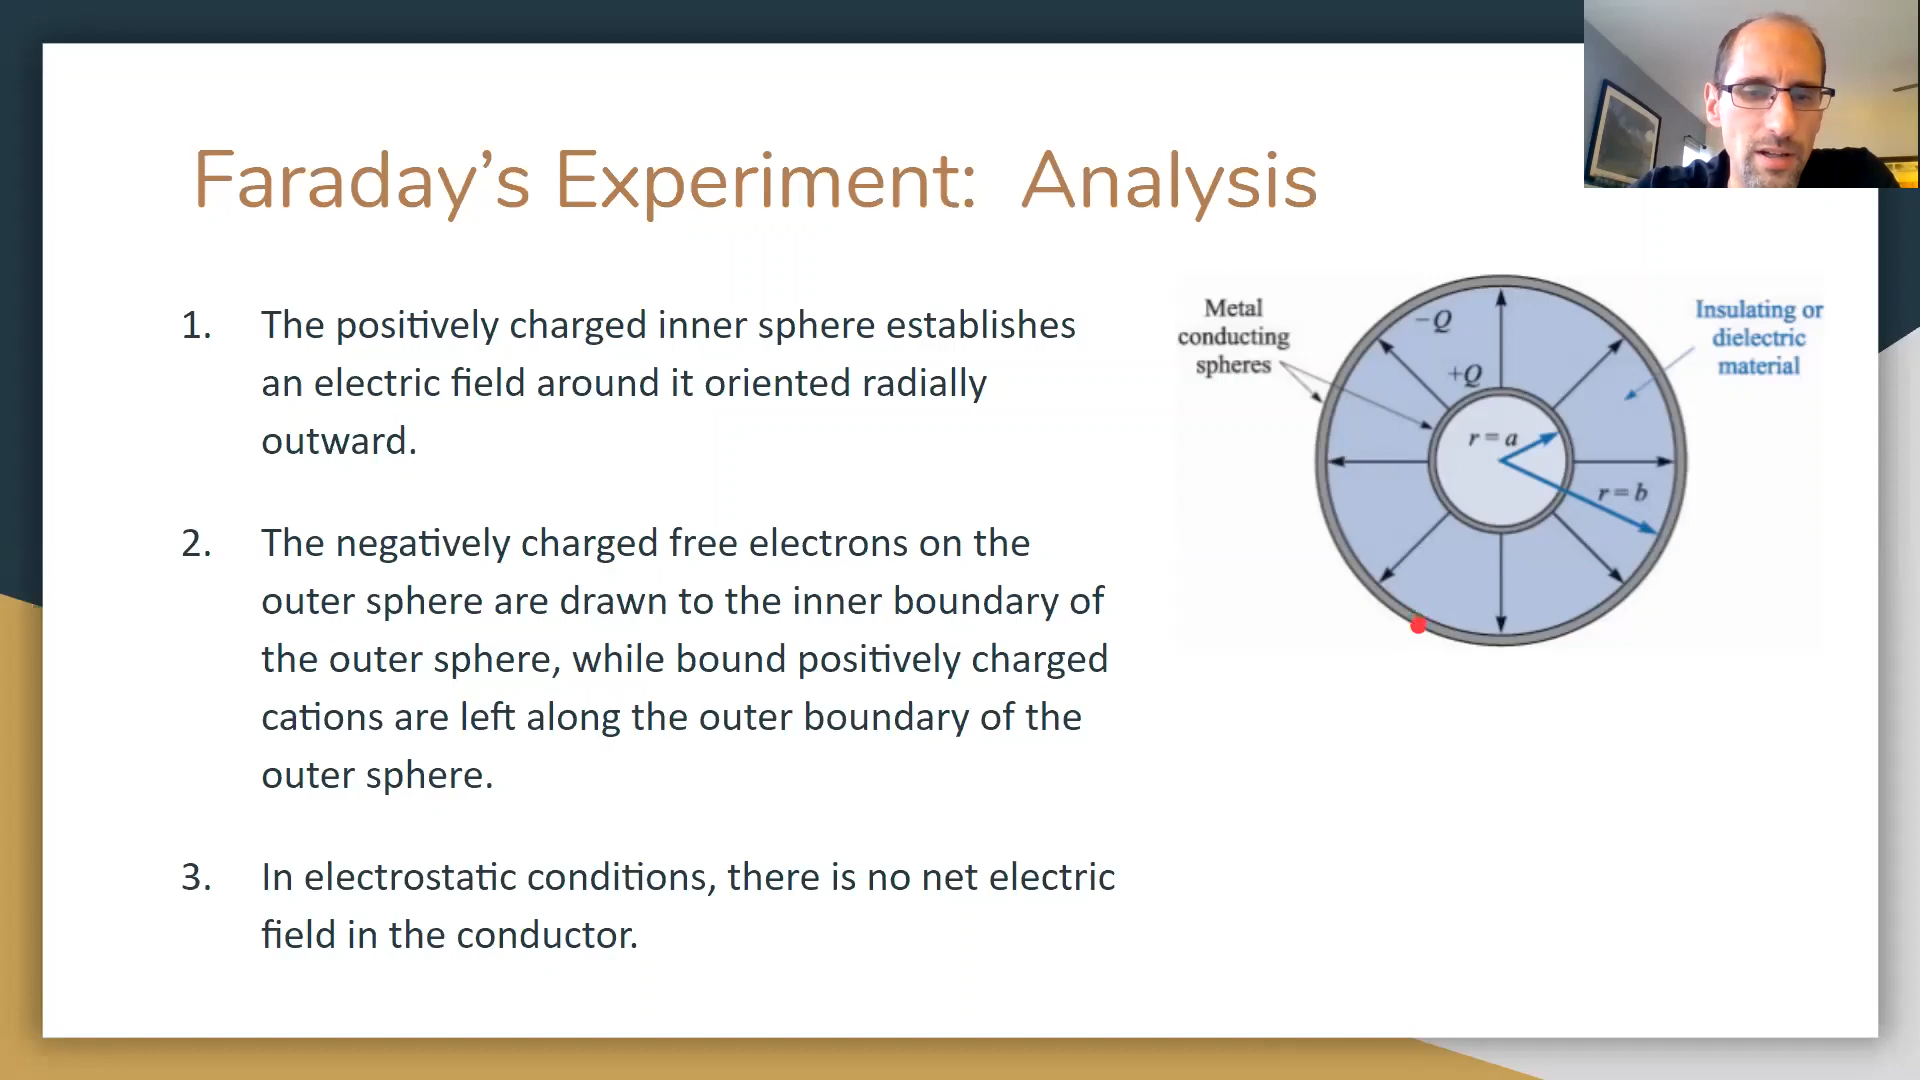 Faraday’s Experiment: Analysis
1. The positively charged inner sphere establishes
an electric field around it oriented radially
outward.
2. The negatively charged free electrons on the
outer sphere are drawn to the inner boundary of
the outer sphere, while bound positively charged
cations are left along the outer boundary of the
outer sphere.
3. In electrostatic conditions, there is no net electric
field in the conductor.
Metal
conducting
spheres
−Q
+Q
r = a
r = b
Insulating or
dielectric
material